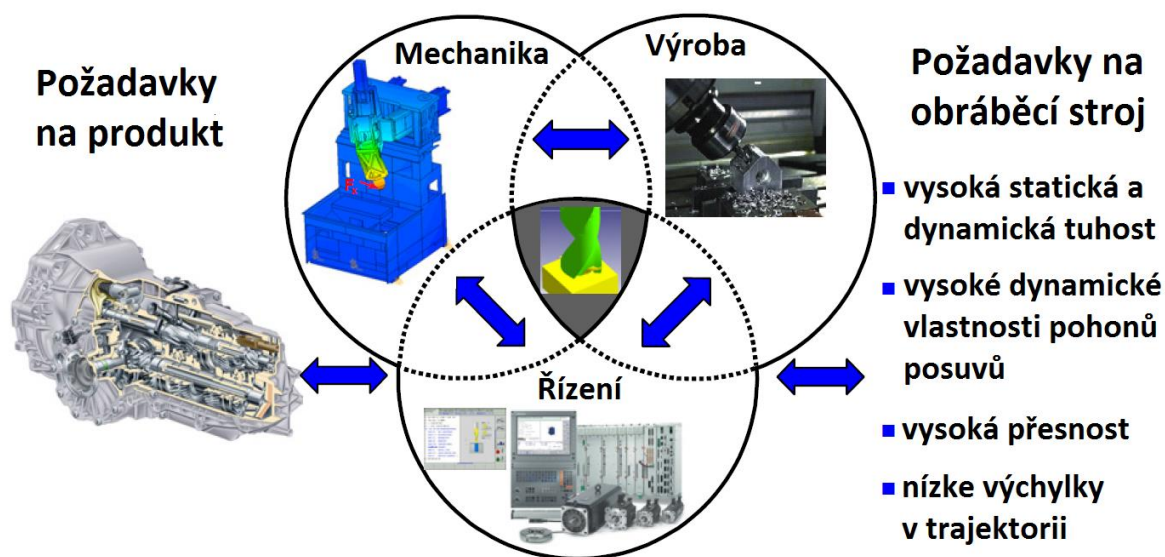 Požadavky
na produkt
Mechanika
Výroba
Řízení
Požadavky na
obráběcí stroj
vysoká statická a
dynamická tuhost
vysoké dynamické
vlastnosti pohonů
posuvů
vysoká přesnost
nízke výchylky
v trajektorii